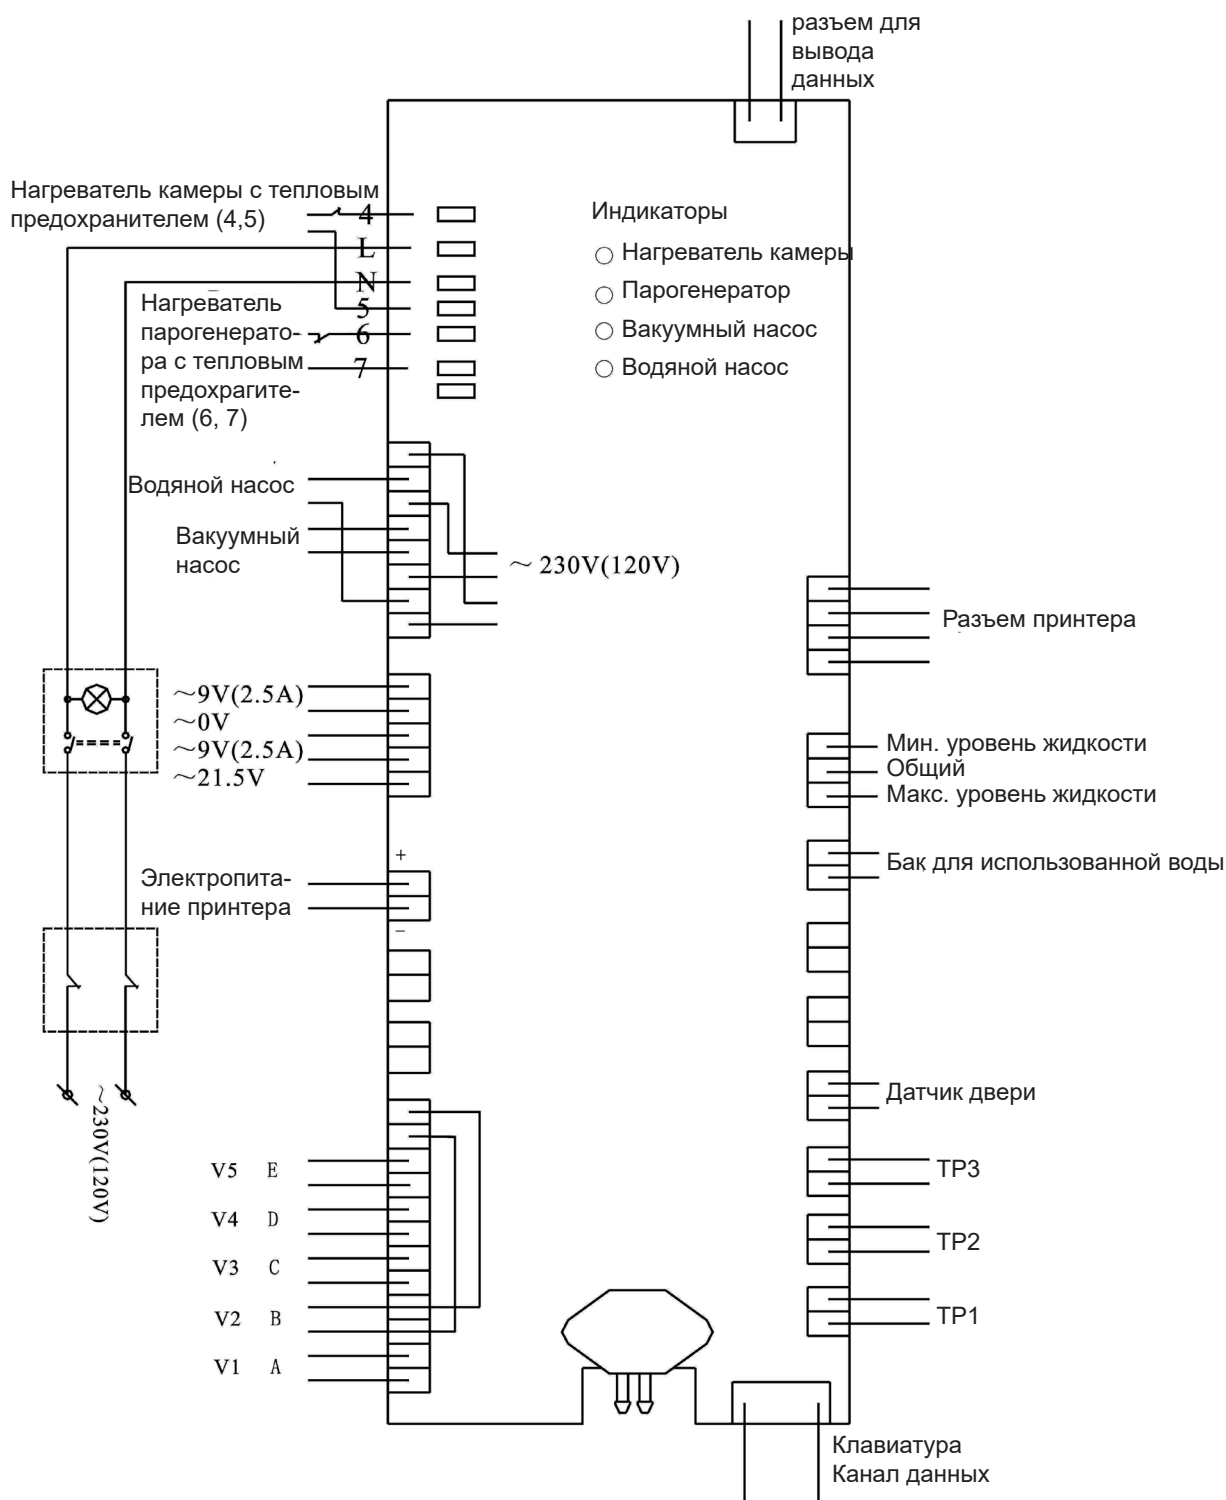 разъем для
вывода
данных
Нагреватель камеры с тепловым
предохранителем (4,5)
4
L
N
5
6
7
Нагреватель
парогенерато-
ра с тепловым
предохрагите-
лем (6, 7)
Индикаторы
Нагреватель камеры
Парогенератор
Вакуумный насос
Водяной насос
Водяной насос
Вакуумный
насос
~ 230V(120V)
Разъем принтера
~9V(2.5A)
~0V
~9V(2.5A)
~21.5V
Мин. уровень жидкости
Общий
Макс. уровень жидкости
Бак для использованной воды
+
Электропита-
ние принтера
−
~230V(120V)
Датчик двери
V5 E
V4 D
V3 C
V2 B
V1 A
TP3
TP2
TP1
Клавиатура
Канал данных